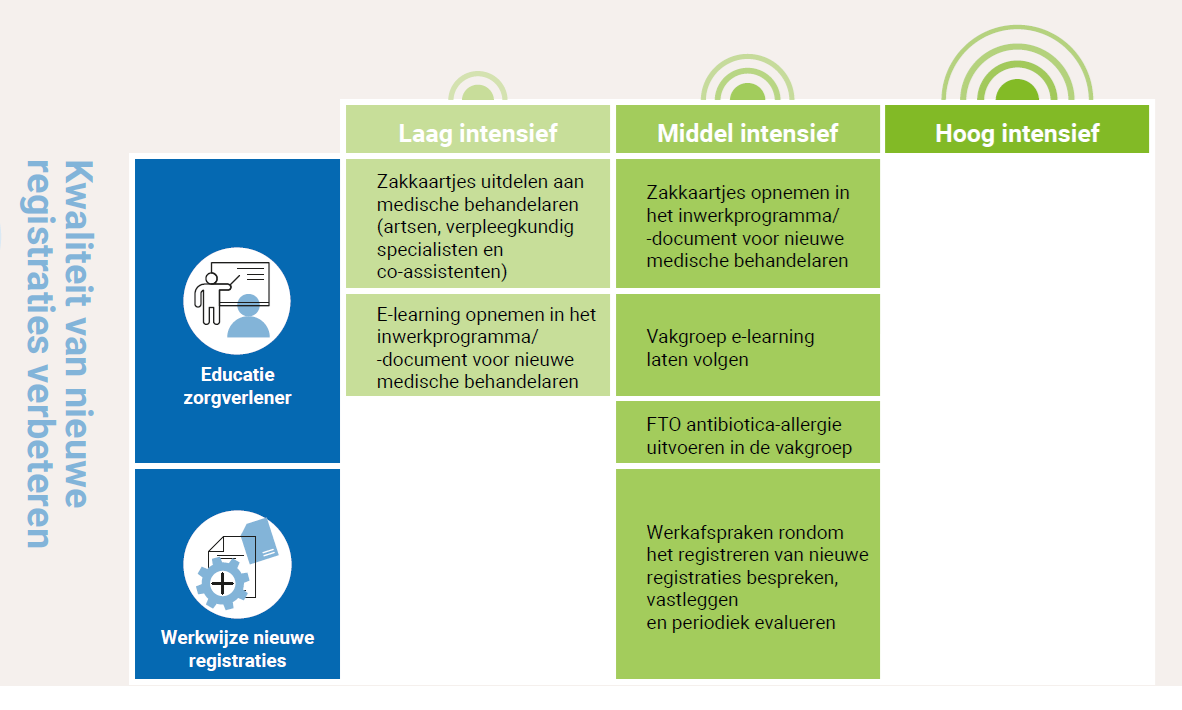 Kwaliteit van nieuwe
registraties verbeteren
Laag intensief
Middel intensief
Hoog intensief
Educatie
zorgverlener
Zakkaartjes uitdelen aan
medische behandelaren
(artsen, verpleegkundig
specialisten en
co-assistenten)
Zakkaartjes opnemen in
het inwerkprogramma/
-document voor nieuwe
medische behandelaren
E-learning opnemen in het
inwerkprogramma/
-document voor nieuwe
medische behandelaren
Vakgroep e-learning
laten volgen
FTO antibiotica-allergie
uitvoeren in de vakgroep
Werkwijze nieuwe
registraties
Werkafspraken rondom
het registreren van nieuwe
registraties bespreken,
vastleggen
en periodiek evalueren